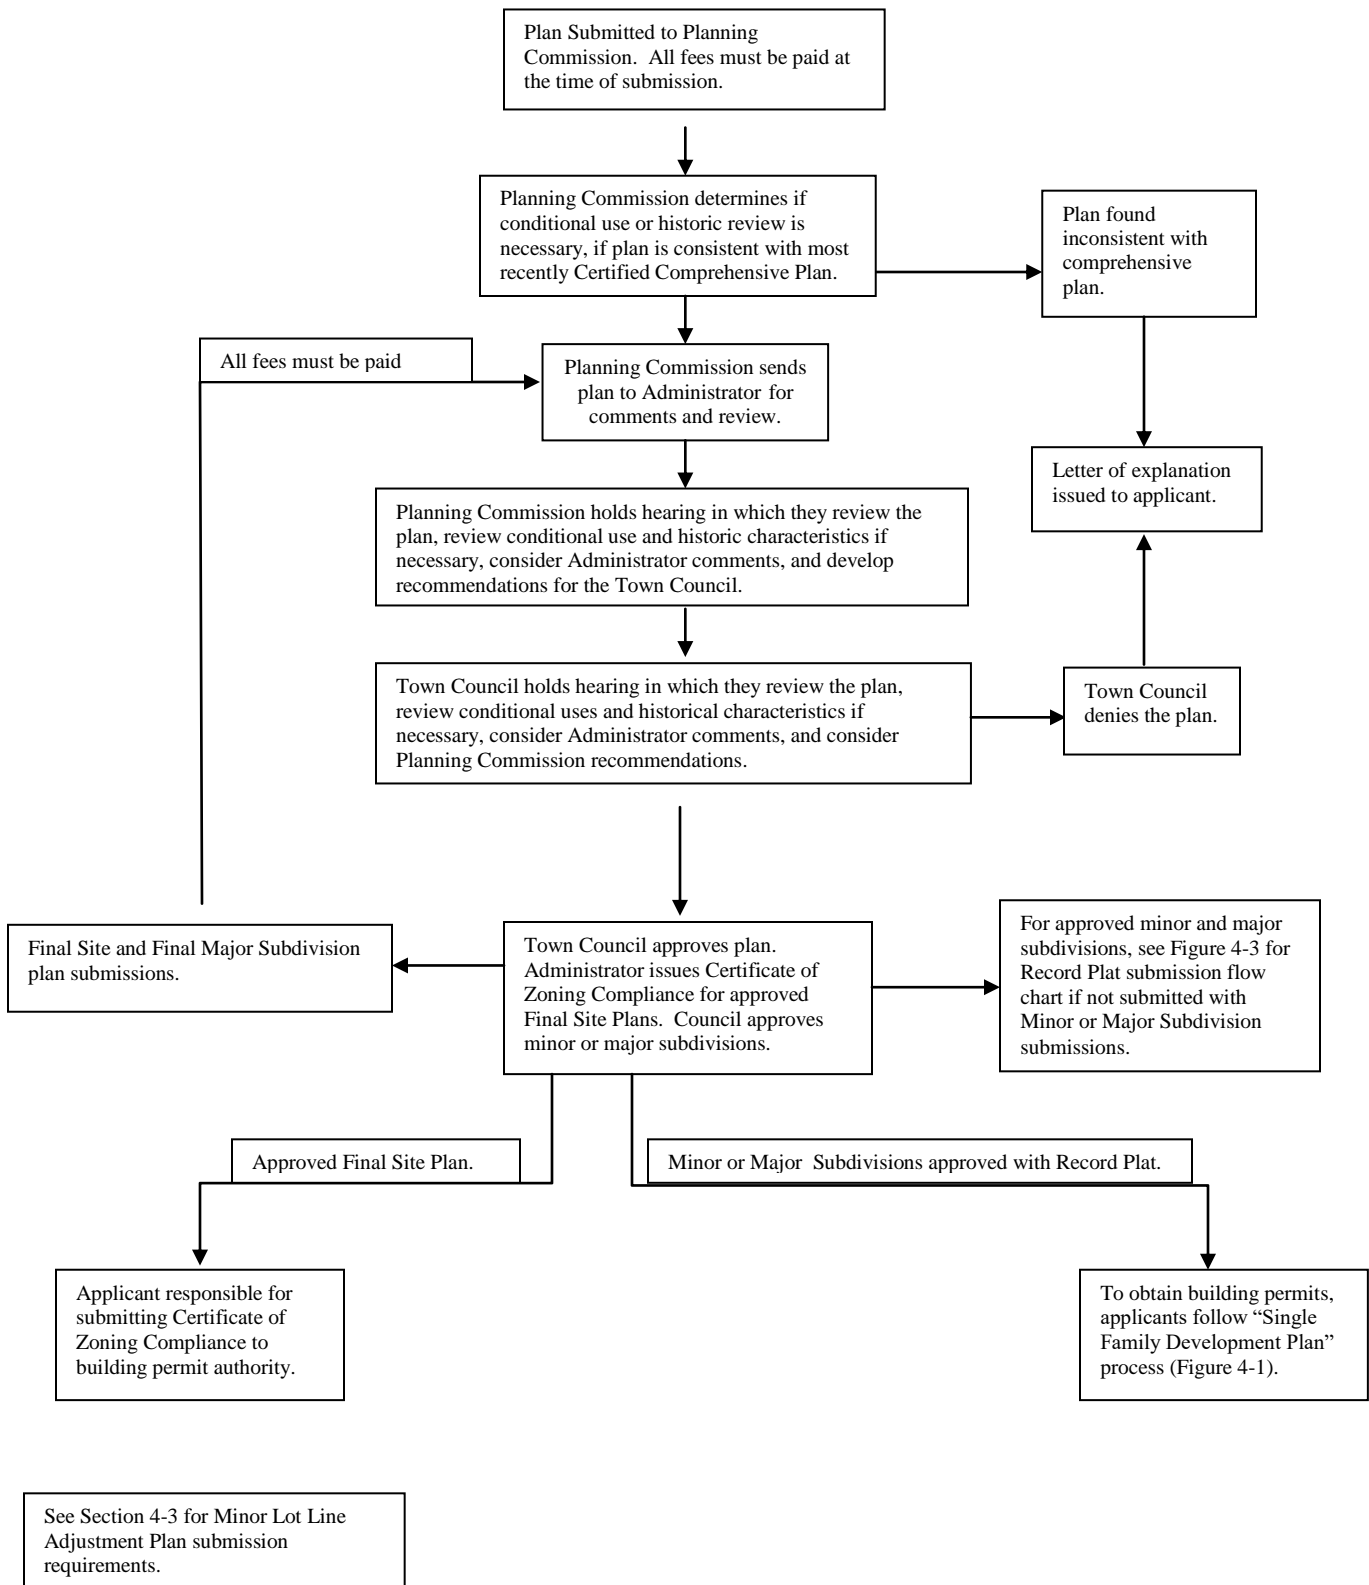 Plan Submitted to Planning
Commission. All fees must be paid at
the time of submission.
Planning Commission determines if
conditional use or historic review is
necessary, if plan is consistent with most
recently Certified Comprehensive Plan.
Plan found
inconsistent with
comprehensive
plan.
All fees must be paid
Planning Commission sends
plan to Administrator for
comments and review.
Letter of explanation
issued to applicant.
Planning Commission holds hearing in which they review the
plan, review conditional use and historic characteristics if
necessary, consider Administrator comments, and develop
recommendations for the Town Council.
Town Council holds hearing in which they review the plan,
review conditional uses and historical characteristics if
necessary, consider Administrator comments, and consider
Planning Commission recommendations.
Town Council
denies the plan.
Final Site and Final Major Subdivision
plan submissions.
Town Council approves plan.
Administrator issues Certificate of
Zoning Compliance for approved
Final Site Plans. Council approves
minor or major subdivisions.
For approved minor and major
subdivisions, see Figure 4-3 for
Record Plat submission flow
chart if not submitted with
Minor or Major Subdivision
submissions.
Approved Final Site Plan.
Minor or Major Subdivisions approved with Record Plat.
Applicant responsible for
submitting Certificate of
Zoning Compliance to
building permit authority.
To obtain building permits,
applicants follow “Single
Family Development Plan”
process (Figure 4-1).
See Section 4-3 for Minor Lot Line
Adjustment Plan submission
requirements.